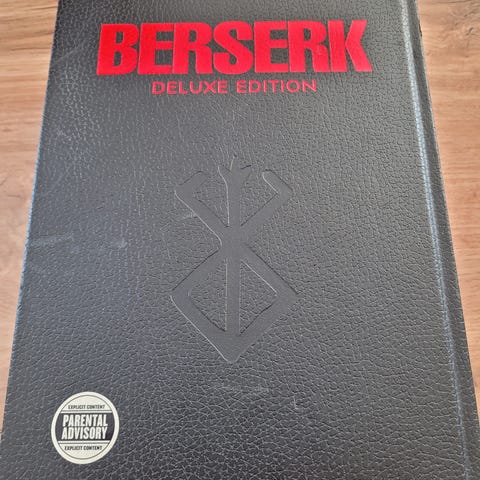 BERSERK
DELUXE EDITION
EXPLICIT CONTENT
PARENTAL
ADVISORY
EXPLICIT CONTENT